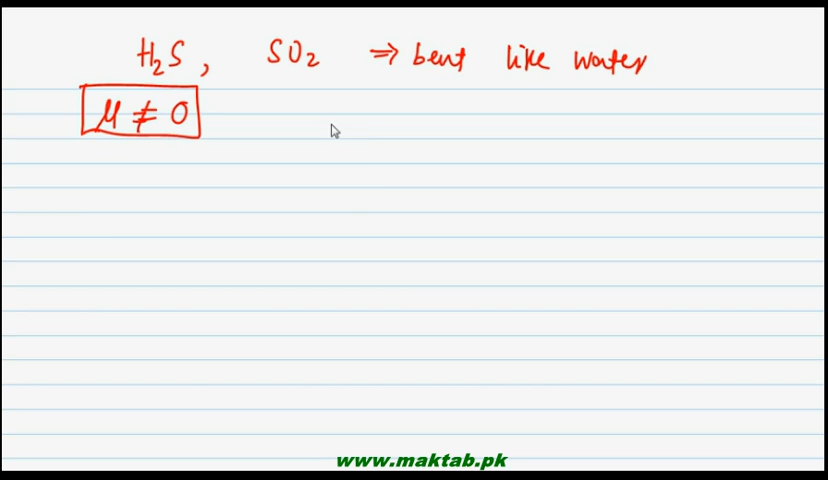 H₂S, SO₂ ⇒ bent like water
μ ≠ 0
www.maktab.pk